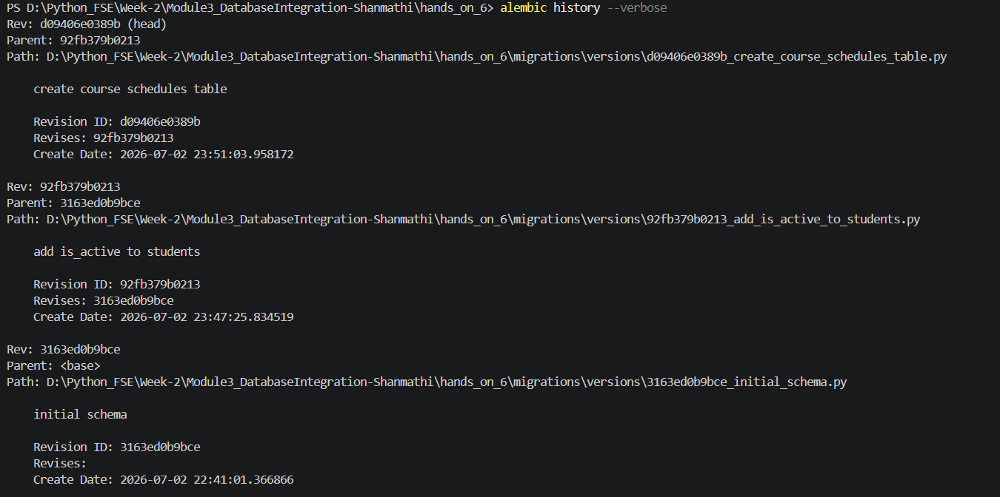 PS D:\Python_FSE\Week-2\Module3_DatabaseIntegration-Shanmathi\hands_on_6> alembic history --verbose
Rev: d09406e0389b (head)
Parent: 92fb379b0213
Path: D:\Python_FSE\Week-2\Module3_DatabaseIntegration-Shanmathi\hands_on_6\migrations\versions\d09406e0389b_create_course_schedules_table.py
create course schedules table
Revision ID: d09406e0389b
Revises: 92fb379b0213
Create Date: 2026-07-02 23:51:03.958172
Rev: 92fb379b0213
Parent: 3163ed0b9bce
Path: D:\Python_FSE\Week-2\Module3_DatabaseIntegration-Shanmathi\hands_on_6\migrations\versions\92fb379b0213_add_is_active_to_students.py
add is_active to students
Revision ID: 92fb379b0213
Revises: 3163ed0b9bce
Create Date: 2026-07-02 23:47:25.834519
Rev: 3163ed0b9bce
Parent: <base>
Path: D:\Python_FSE\Week-2\Module3_DatabaseIntegration-Shanmathi\hands_on_6\migrations\versions\3163ed0b9bce_initial_schema.py
initial schema
Revision ID: 3163ed0b9bce
Revises:
Create Date: 2026-07-02 22:41:01.366866